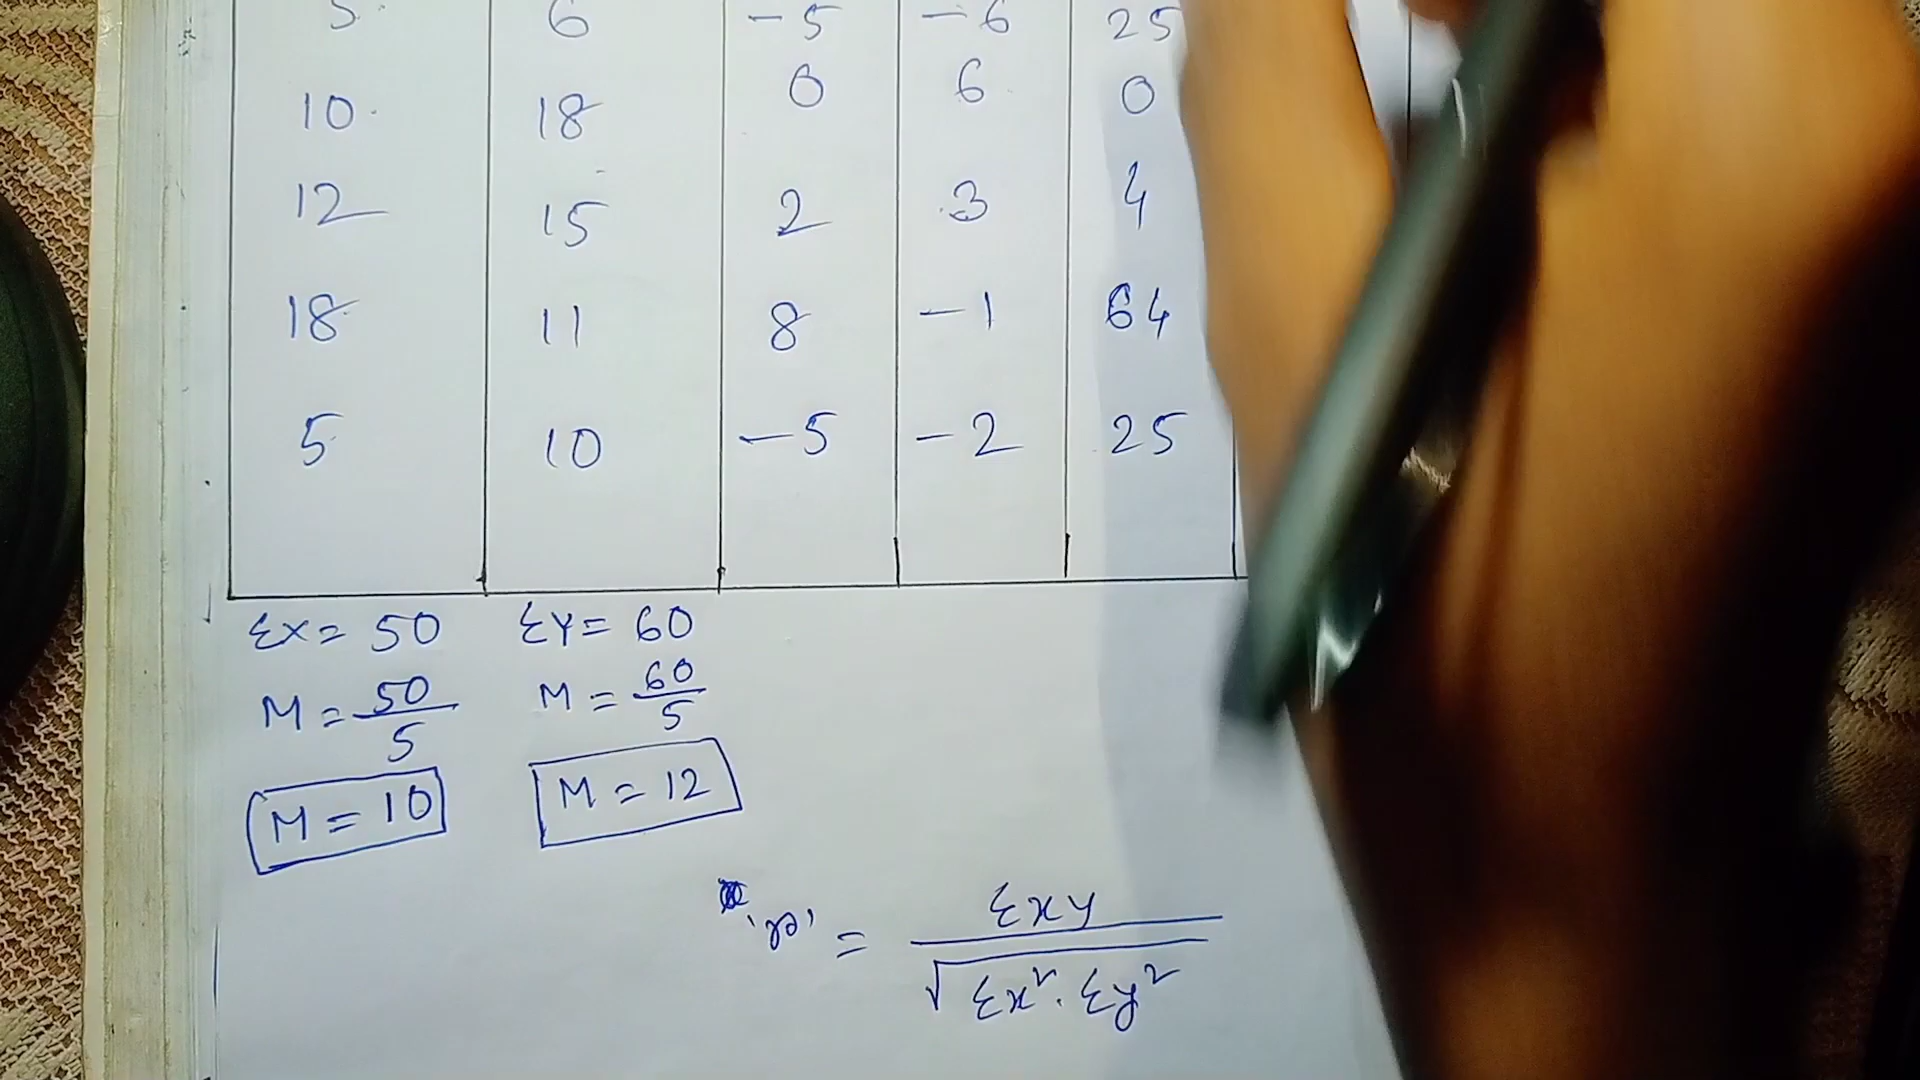 5 6 -5 -6 25
10 18 0 6 0
12 15 2 3 4
18 11 8 -1 64
5 10 -5 -2 25
ΣX= 50 ΣY= 60
M = 50/5 M = 60/5
M = 10 M = 12
'r' = Σxy / √Σx². Σy²